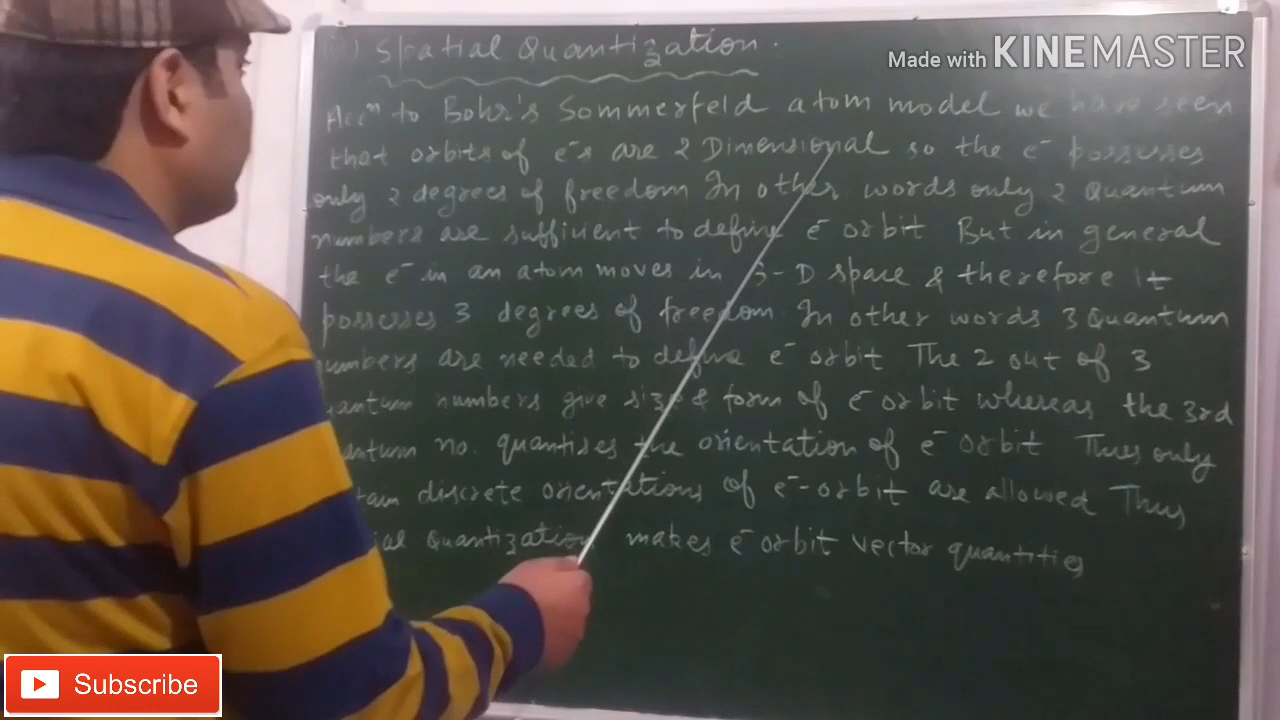 Spatial Quantization.
Made with KINEMASTER
Accⁿ to Bohr's Sommerfeld atom model we have seen
that orbits of e⁻s are 2 Dimensional so the e⁻ possesses
only 2 degrees of freedom In other words only 2 Quantum
numbers are sufficient to define e⁻ orbit But in general
the e⁻ in an atom moves in 3-D space & therefore it
possesses 3 degrees of freedom In other words 3 Quantum
numbers are needed to define e⁻ orbit The 2 out of 3
antum numbers give size & form of e⁻ orbit whereas the 3rd
antum no. quantises the orientation of e⁻ orbit Thus only
tain discrete orientations of e⁻-orbit are allowed Thus
ial Quantization makes e⁻ orbit vector quantities
Subscribe